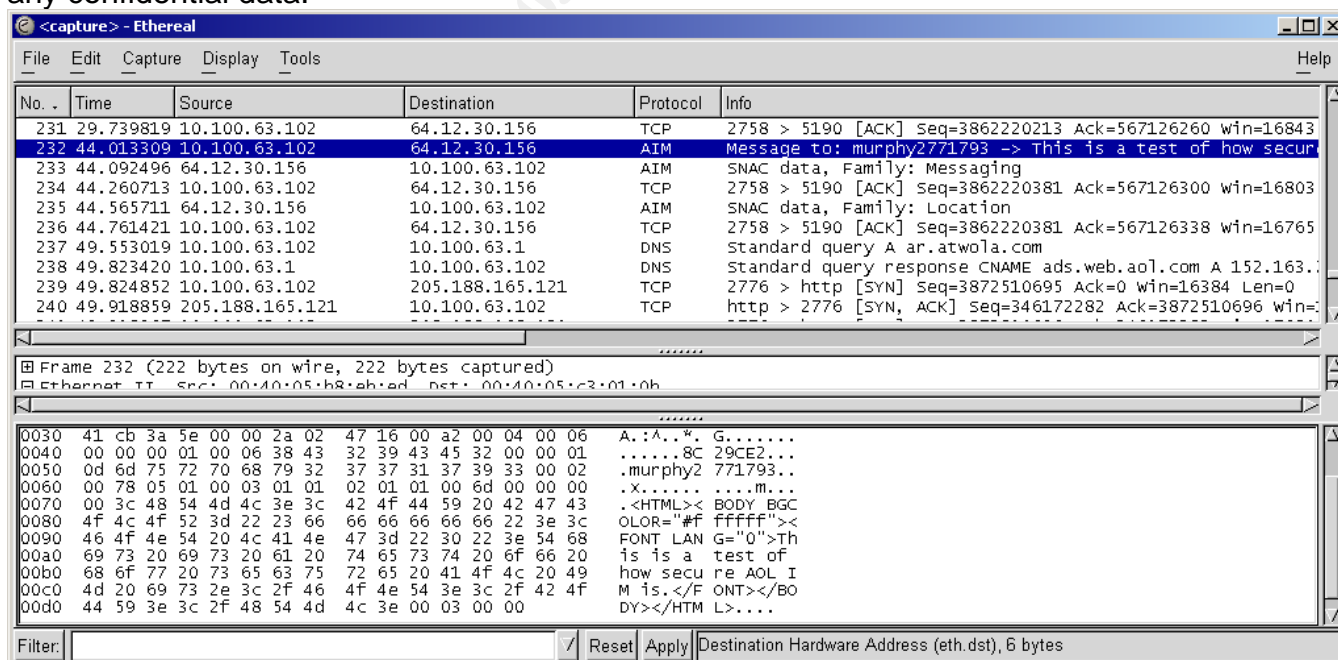 any confidential data.
<capture> - Ethereal
File Edit Capture Display Tools Help
No. Time Source Destination Protocol Info
231 29.739819 10.100.63.102 64.12.30.156 TCP 2758 > 5190 [ACK] Seq=3862220213 Ack=567126260 Win=16843
232 44.013309 10.100.63.102 64.12.30.156 AIM Message to: murphy2771793 -> This is a test of how secur
233 44.092496 64.12.30.156 10.100.63.102 AIM SNAC data, Family: Messaging
234 44.260713 10.100.63.102 64.12.30.156 TCP 2758 > 5190 [ACK] Seq=3862220381 Ack=567126300 Win=16803
235 44.565711 64.12.30.156 10.100.63.102 AIM SNAC data, Family: Location
236 44.761421 10.100.63.102 64.12.30.156 TCP 2758 > 5190 [ACK] Seq=3862220381 Ack=567126338 Win=16765
237 49.553019 10.100.63.102 10.100.63.1 DNS Standard query A ar.atwola.com
238 49.823420 10.100.63.1 10.100.63.102 DNS Standard query response CNAME ads.web.aol.com A 152.163.
239 49.824852 10.100.63.102 205.188.165.121 TCP 2776 > http [SYN] Seq=3872510695 Ack=0 Win=16384 Len=0
240 49.918859 205.188.165.121 10.100.63.102 TCP http > 2776 [SYN, ACK] Seq=346172282 Ack=3872510696 Win=
Frame 232 (222 bytes on wire, 222 bytes captured)
Ethernet II, Src: 00:40:05:b8:eb:ed, Dst: 00:40:05:c3:01:0b
0030 41 cb 3a 5e 00 00 2a 02 47 16 00 a2 00 04 00 06 A.:^..*. G.......
0040 00 00 00 01 00 06 38 43 32 39 43 45 32 00 00 01 ......8C 29CE2...
0050 0d 6d 75 72 70 68 79 32 37 37 31 37 39 33 00 02 .murphy2 771793..
0060 00 78 05 01 00 03 01 01 02 01 01 00 6d 00 00 00 .x...... ....m...
0070 00 3c 48 54 4d 4c 3e 3c 42 4f 44 59 20 42 47 43 .<HTML>< BODY BGC
0080 4f 4c 4f 52 3d 22 23 66 66 66 66 66 66 22 3e 3c OLOR="#f fffff"><
0090 46 4f 4e 54 20 4c 41 4e 47 3d 22 30 22 3e 54 68 FONT LAN G="0">Th
00a0 69 73 20 69 73 20 61 20 74 65 73 74 20 6f 66 20 is is a test of
00b0 68 6f 77 20 73 65 63 75 72 65 20 41 4f 4c 20 49 how secu re AOL I
00c0 4d 20 69 73 2e 3c 2f 46 4f 4e 54 3e 3c 2f 42 4f M is.</F ONT></BO
00d0 44 59 3e 3c 2f 48 54 4d 4c 3e 00 03 00 00 DY></HTM L>....
Filter: Reset Apply Destination Hardware Address (eth.dst), 6 bytes